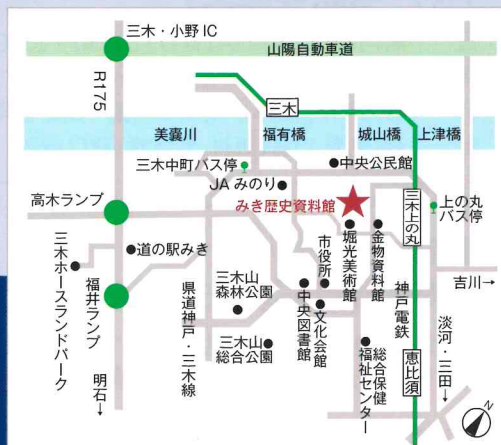 三木・小野IC
山陽自動車道
R175
三木
美嚢川
福有橋
城山橋
上津橋
三木中町バス停
中央公民館
JAみのり
みき歴史資料館
三木上の丸
上の丸
バス停
高木ランプ
道の駅みき
三木ホースランドパーク
福井ランプ
明石→
県道神戸・三木線
三木山
森林公園
三木山
総合公園
市役所
中央図書館
文化会館
堀光美術館
金物資料館
総合保健
福祉センター
神戸電鉄
恵比須
吉川→
淡河・三田→
N